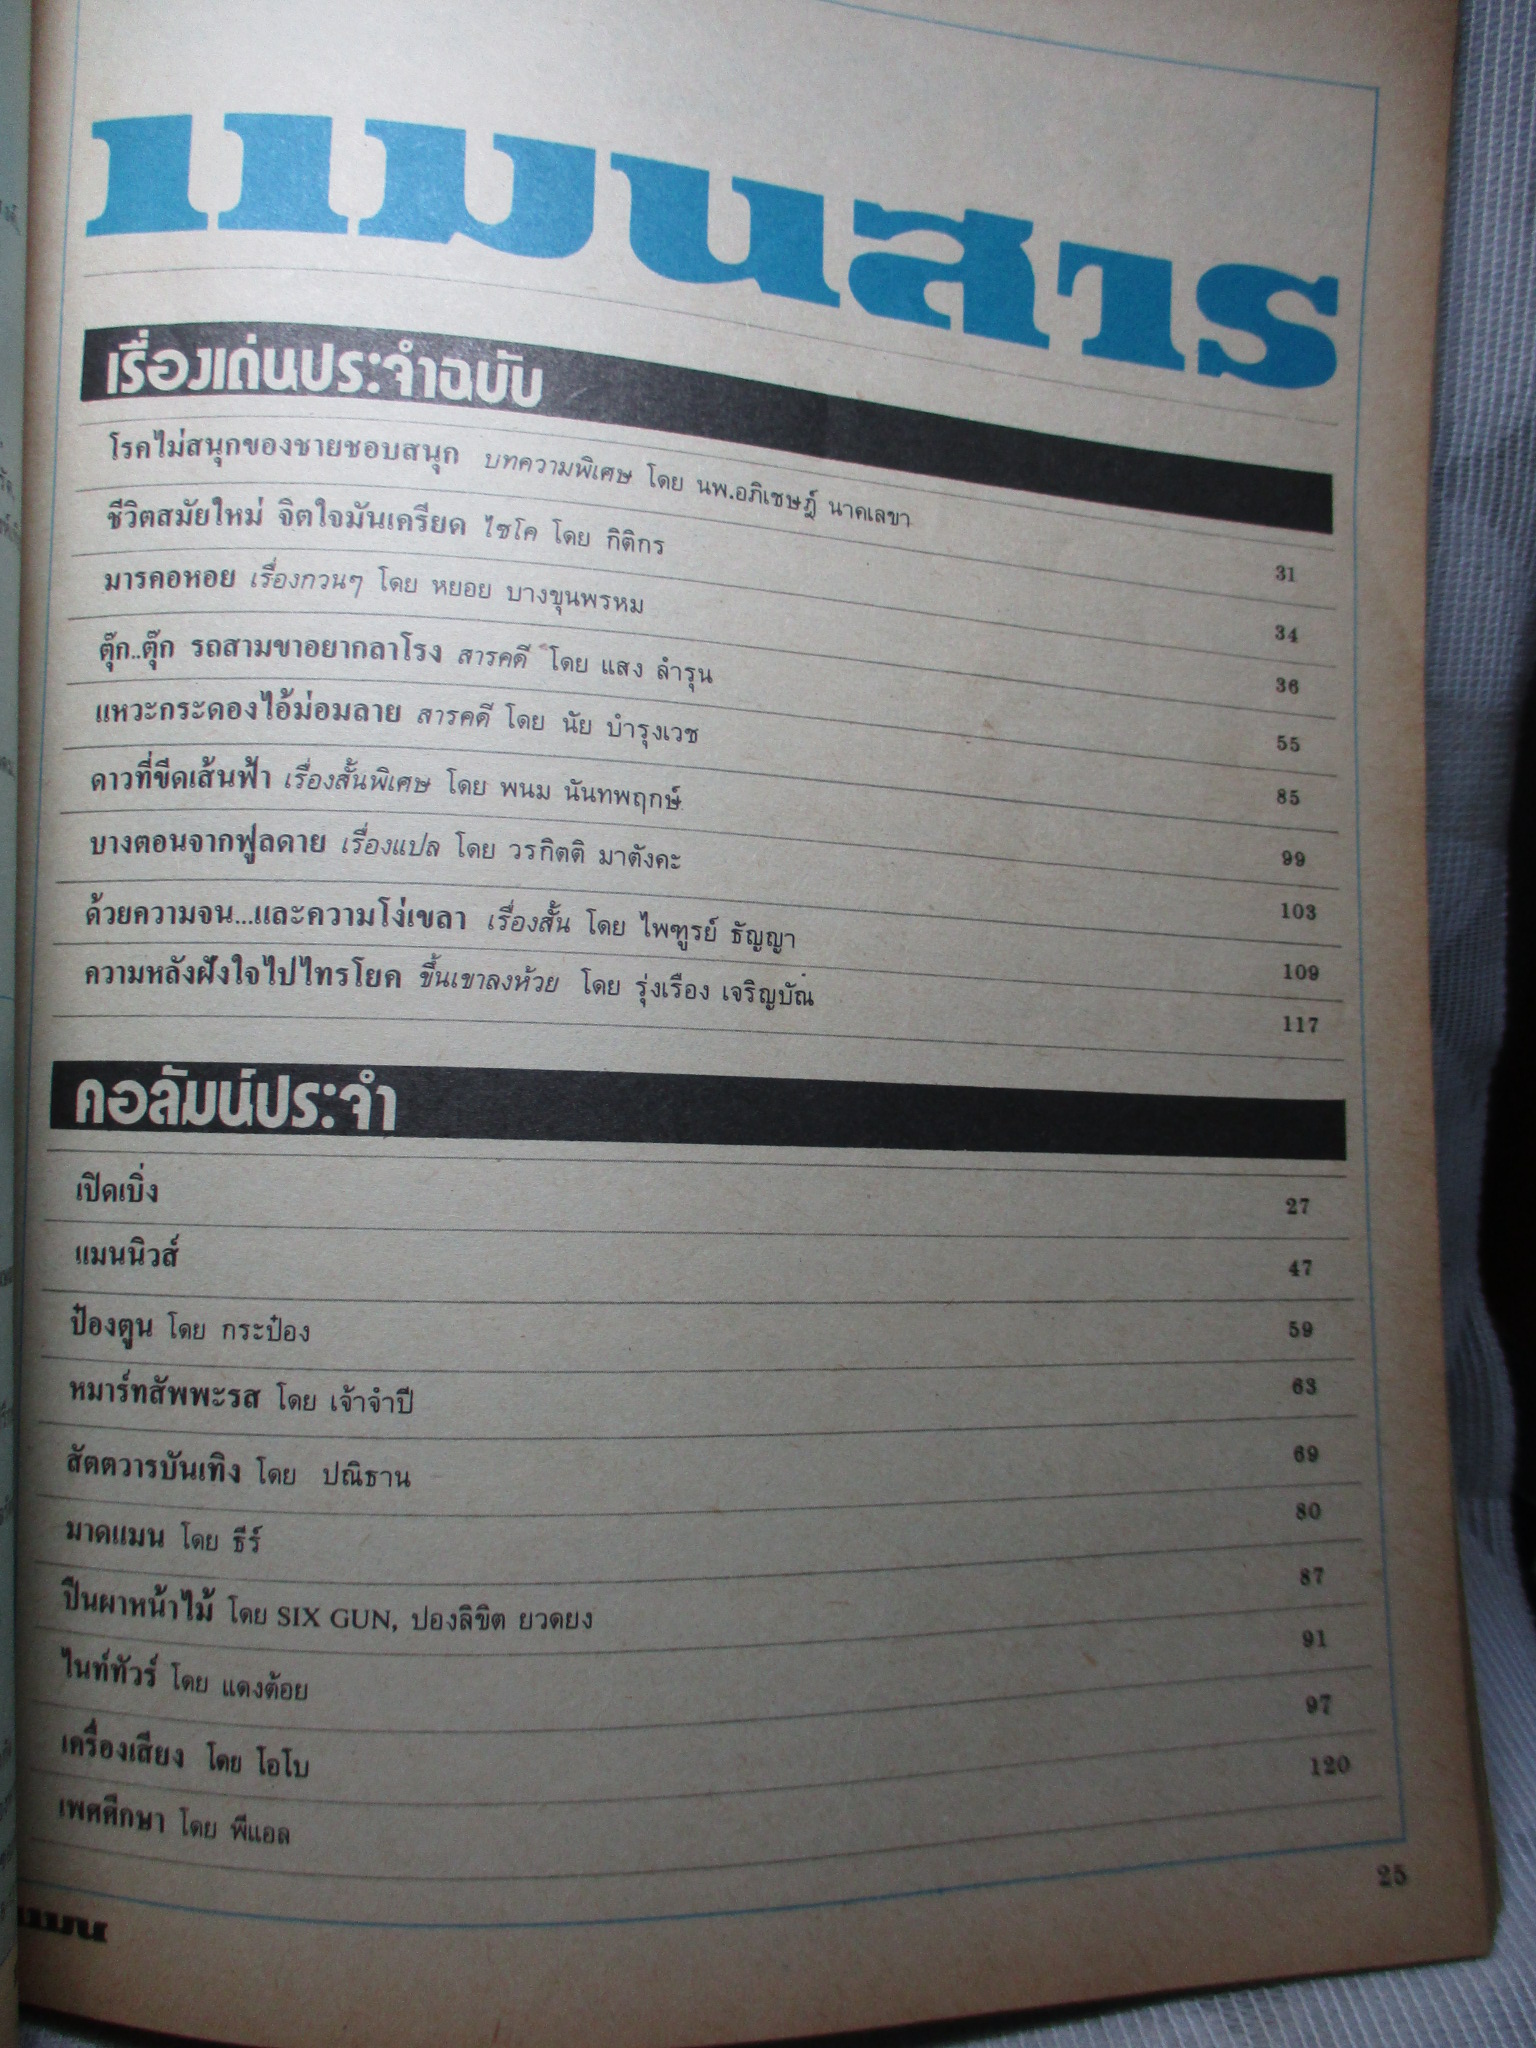 แมนสาร
เรื่องเด่นประจำฉบับ
โรคไม่สนุกของชายชอบสนุก บทความพิเศษ โดย นพ.อภิเชษฎ์ นาคเลขา 31
ชีวิตสมัยใหม่ จิตใจมันเครียด ไซโค โดย กิติกร 34
มารคอหอย เรื่องกวนๆ โดย หยอย บางขุนพรหม 36
ตุ๊ก..ตุ๊ก รถสามขาอยากลาโรง สารคดี โดย แสง ลำรุน 55
แหวะกระดองไอ้ม่อมลาย สารคดี โดย นัย บำรุงเวช 85
ดาวที่ขีดเส้นฟ้า เรื่องสั้นพิเศษ โดย พนม นันทพฤกษ์ 99
บางตอนจากฟูลดาย เรื่องแปล โดย วรกิตติ มาตังคะ 103
ด้วยความจน...และความโง่เขลา เรื่องสั้น โดย ไพฑูรย์ ธัญญา 109
ความหลังฝังใจไปไทรโยค ขึ้นเขาลงห้วย โดย รุ่งเรือง เจริญบัณ 117
คอลัมน์ประจำ
เปิดเบิ่ง 27
แมนนิวส์ 47
ป๋องตูน โดย กระป๋อง 59
หมาร์ทสัพพะรส โดย เจ้าจำปี 63
สัตตวารบันเทิง โดย ปณิธาน 69
มาดแมน โดย ธีร์ 80
ปืนผาหน้าไม้ โดย SIX GUN, ปองลิขิต ยวดยง 87
ไนท์ทัวร์ โดย แดงต้อย 91
เครื่องเสียง โดย โอโบ 97
เพศศึกษา โดย พีแอล 120
แมน 25